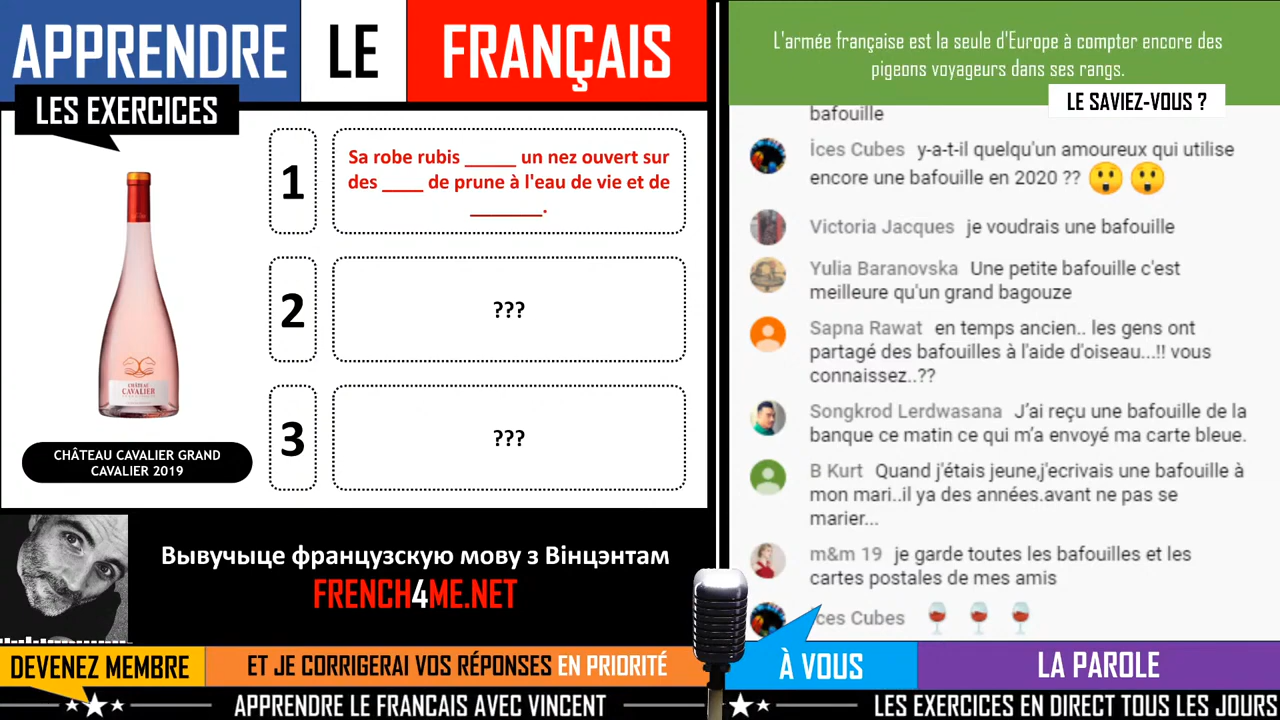 APPRENDRE LE FRANÇAIS
LES EXERCICES
CHÂTEAU
CAVALIER
CHÂTEAU CAVALIER GRAND
CAVALIER 2019
1
Sa robe rubis _____ un nez ouvert sur
des ____ de prune à l'eau de vie et de
_______.
2
???
3
???
Вывучыце французскую мову з Вінцэнтам
FRENCH4ME.NET
DEVENEZ MEMBRE
ET JE CORRIGERAI VOS RÉPONSES EN PRIORITÉ
APPRENDRE LE FRANCAIS AVEC VINCENT
L'armée française est la seule d'Europe à compter encore des
pigeons voyageurs dans ses rangs.
LE SAVIEZ-VOUS ?
bafouille
İces Cubes y-a-t-il quelqu'un amoureux qui utilise
encore une bafouille en 2020 ??
Victoria Jacques je voudrais une bafouille
Yulia Baranovska Une petite bafouille c'est
meilleure qu'un grand bagouze
Sapna Rawat en temps ancien.. les gens ont
partagé des bafouilles à l'aide d'oiseau...!! vous
connaissez..??
Songkrod Lerdwasana J’ai reçu une bafouille de la
banque ce matin ce qui m’a envoyé ma carte bleue.
B Kurt Quand j'étais jeune,j'ecrivais une bafouille à
mon mari..il ya des années.avant ne pas se
marier...
m&m 19 je garde toutes les bafouilles et les
cartes postales de mes amis
ces Cubes
À VOUS
LA PAROLE
LES EXERCICES EN DIRECT TOUS LES JOURS